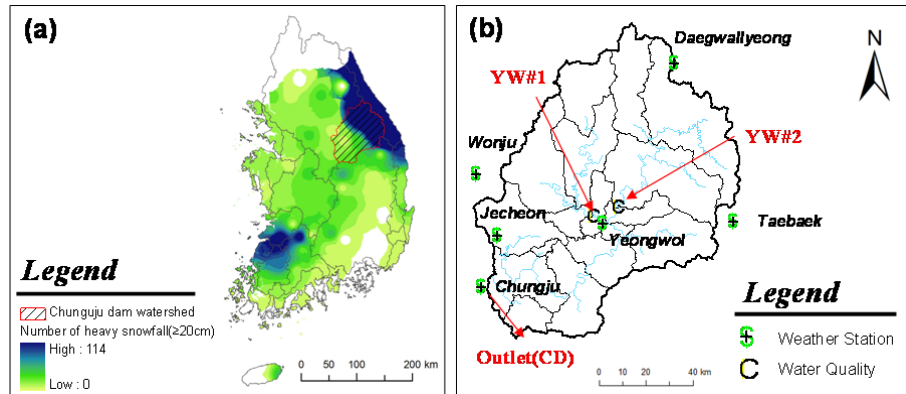 (a)
Legend
Chunguju dam watershed
Number of heavy snowfall(≥20cm)
High : 114
Low : 0
0 50 100 200 km
(b)
Daegwallyeong
N
YW#1
YW#2
Wonju
Jecheon
Taebaek
Yeongwol
Chungju
Outlet(CD)
0 10 20 40 km
Legend
S Weather Station
C Water Quality